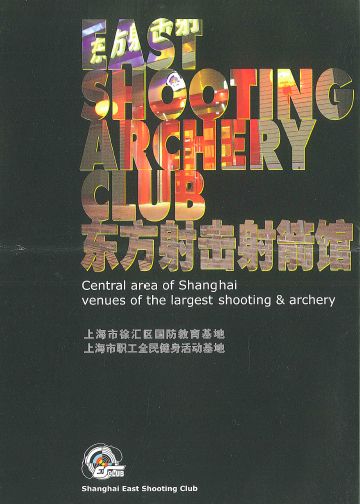 EAST
SHOOTING
ARCHERY
CLUB
东方射击射箭馆
Central area of Shanghai
venues of the largest shooting & archery
上海市徐汇区国防教育基地
上海市职工全民健身活动基地
CLUB
Shanghai East Shooting Club